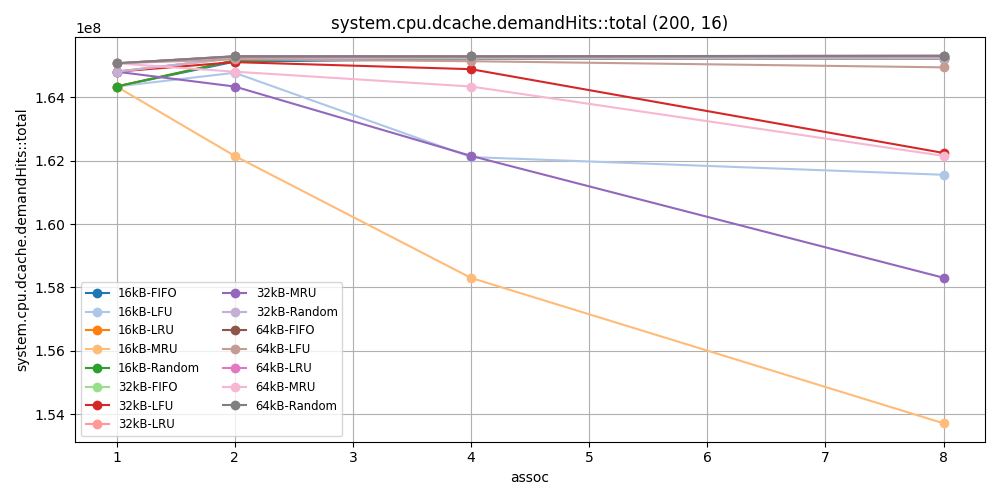 system.cpu.dcache.demandHits::total (200, 16)
1e8
system.cpu.dcache.demandHits::total
1.64
1.62
1.60
1.58
1.56
1.54
16kB-FIFO
16kB-LFU
16kB-LRU
16kB-MRU
16kB-Random
32kB-FIFO
32kB-LFU
32kB-LRU
32kB-MRU
32kB-Random
64kB-FIFO
64kB-LFU
64kB-LRU
64kB-MRU
64kB-Random
1 2 3 4 5 6 7 8
assoc